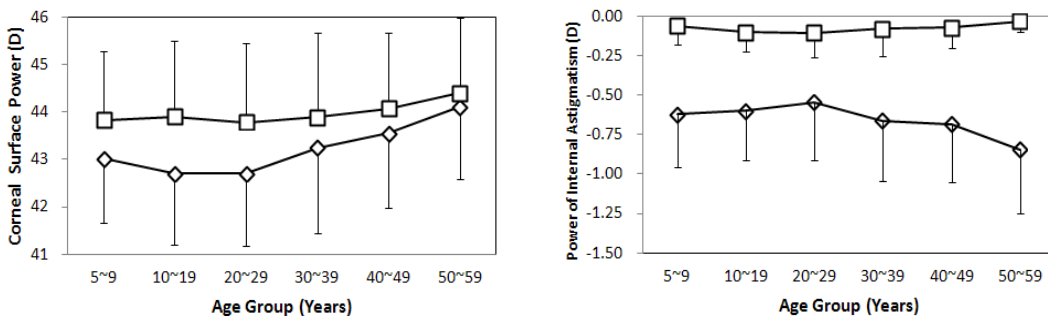 Corneal Surface Power (D)
46
45
44
43
42
41
5~9 10~19 20~29 30~39 40~49 50~59
Age Group (Years)
Power of Internal Astigmatism (D)
0.00
-0.25
-0.50
-0.75
-1.00
-1.25
-1.50
5~9 10~19 20~29 30~39 40~49 50~59
Age Group (Years)